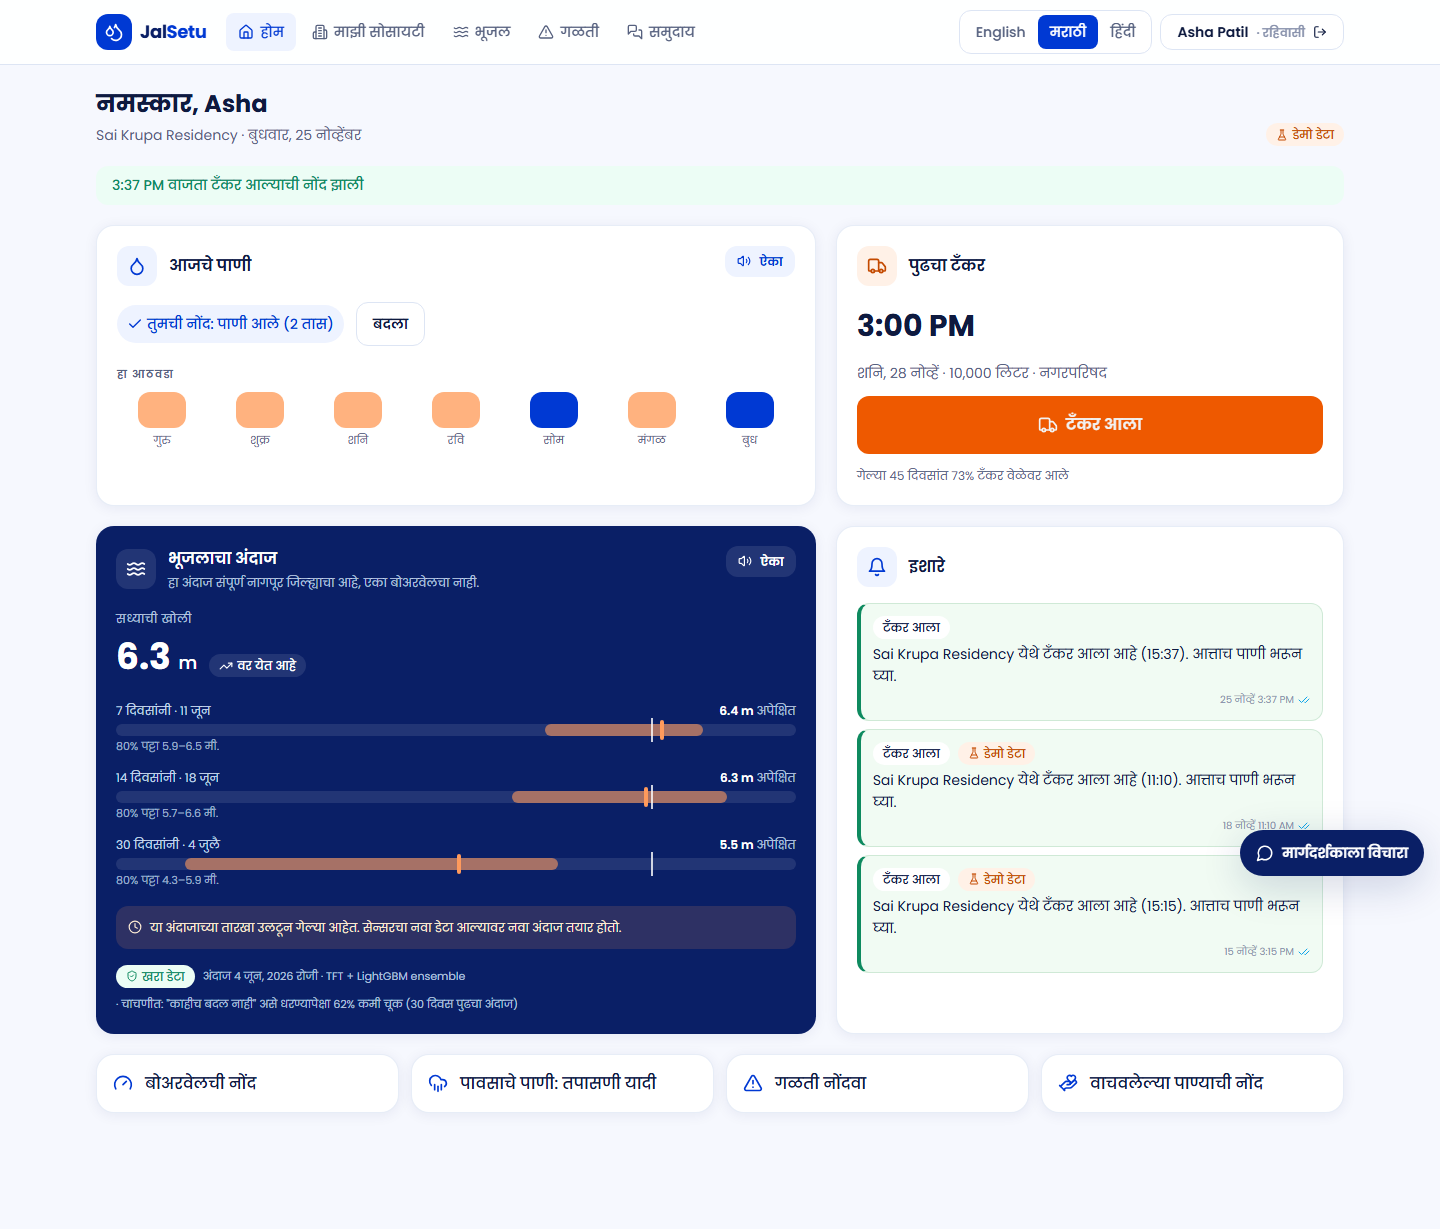 JalSetu
होम
माझी सोसायटी
भूजल
गळती
समुदाय
English
मराठी
हिंदी
Asha Patil · रहिवासी
नमस्कार, Asha
Sai Krupa Residency · बुधवार, 25 नोव्हेंबर
डेमो डेटा
3:37 PM वाजता टँकर आल्याची नोंद झाली
आजचे पाणी
ऐका
तुमची नोंद: पाणी आले (2 तास)
बदला
हा आठवडा
गुरु
शुक्र
शनि
रवि
सोम
मंगळ
बुध
पुढचा टँकर
3:00 PM
शनि, 28 नोव्हें · 10,000 लिटर · नगरपरिषद
टँकर आला
गेल्या 45 दिवसांत 73% टँकर वेळेवर आले
भूजलाचा अंदाज
हा अंदाज संपूर्ण नागपूर जिल्ह्याचा आहे, एका बोअरवेलचा नाही.
ऐका
सध्याची खोली
6.3 m
वर येत आहे
7 दिवसांनी · 11 जून
6.4 m अपेक्षित
80% पट्टा 5.9–6.5 मी.
14 दिवसांनी · 18 जून
6.3 m अपेक्षित
80% पट्टा 5.7–6.6 मी.
30 दिवसांनी · 4 जुलै
5.5 m अपेक्षित
80% पट्टा 4.3–5.9 मी.
या अंदाजाच्या तारखा उलटून गेल्या आहेत. सेन्सरचा नवा डेटा आल्यावर नवा अंदाज तयार होतो.
खरा डेटा
अंदाज 4 जून, 2026 रोजी · TFT + LightGBM ensemble
· चाचणीत: "काहीच बदल नाही" असे धरण्यापेक्षा 62% कमी चूक (30 दिवस पुढचा अंदाज)
इशारे
टँकर आला
Sai Krupa Residency येथे टँकर आला आहे (15:37). आत्ताच पाणी भरून
घ्या.
25 नोव्हें 3:37 PM
टँकर आला
डेमो डेटा
Sai Krupa Residency येथे टँकर आला आहे (11:10). आत्ताच पाणी भरून
घ्या.
18 नोव्हें 11:10 AM
मार्गदर्शकाला विचारा
टँकर आला
डेमो डेटा
Sai Krupa Residency येथे टँकर आला आहे (15:15). आत्ताच पाणी भरून
घ्या.
15 नोव्हें 3:15 PM
बोअरवेलची नोंद
पावसाचे पाणी: तपासणी यादी
गळती नोंदवा
वाचवलेल्या पाण्याची नोंद